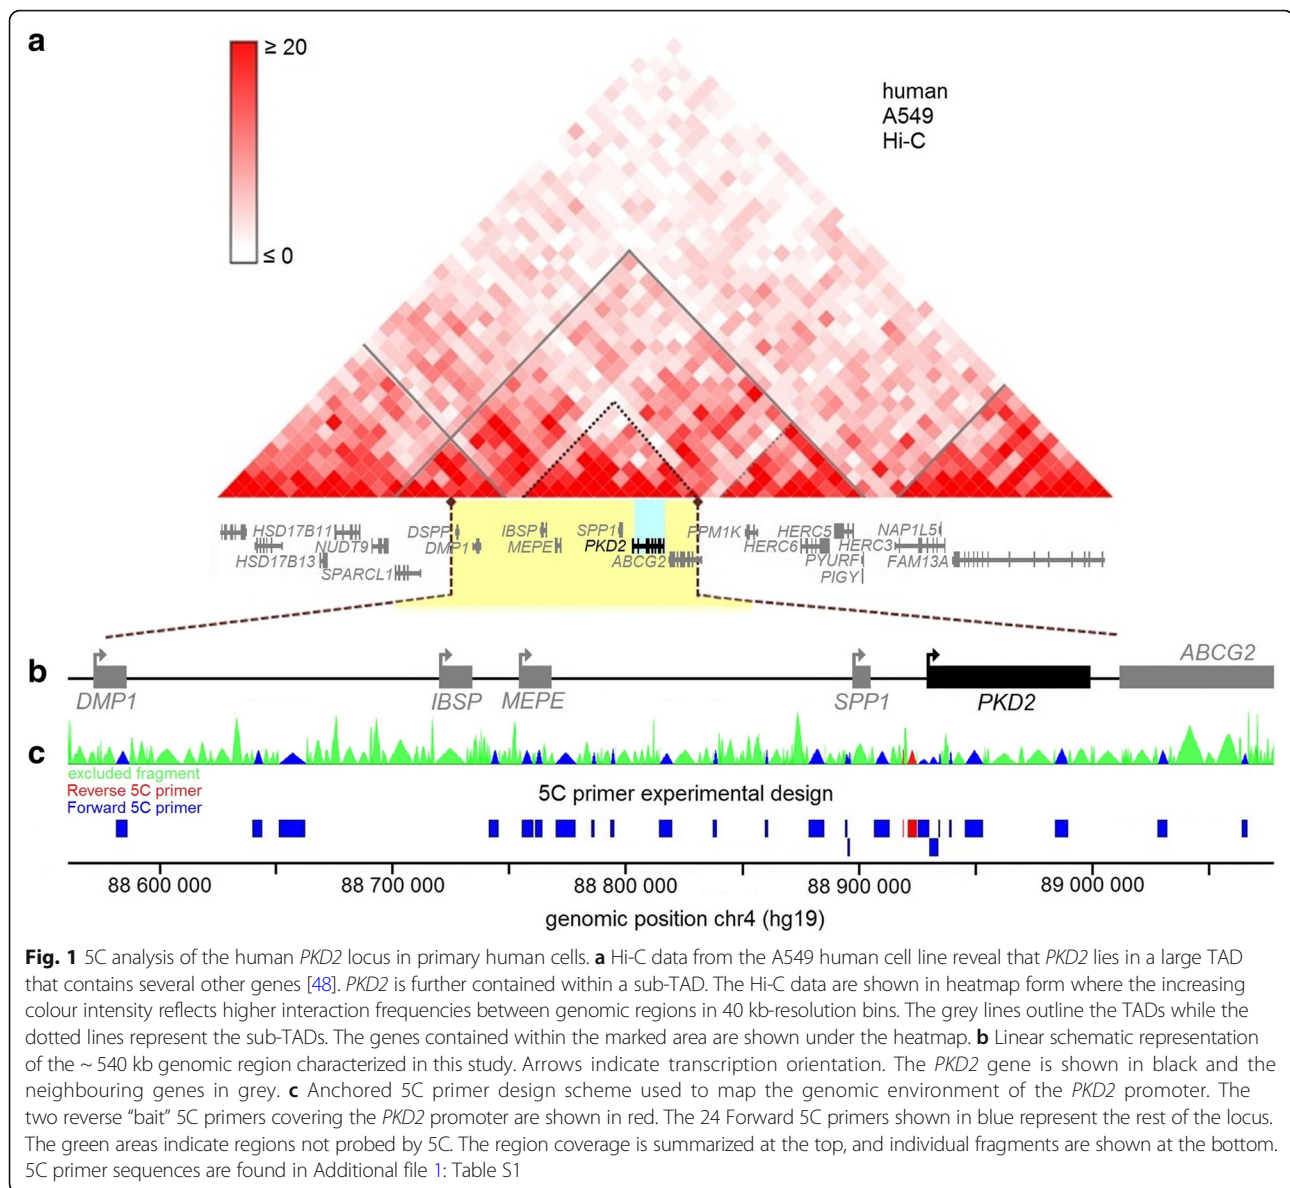 a
≥ 20
≤ 0
human
A549
Hi-C
HSD17B11
DSPP
IBSP
SPP1
PPM1K
HERC5
NAP1L5
NUDT9
DMP1
MEPE
PKD2
HERC6
HERC3
HSD17B13
ABCG2
PYURF
FAM13A
SPARCL1
PIGY
b
ABCG2
DMP1
IBSP
MEPE
SPP1
PKD2
c
excluded fragment
Reverse 5C primer
Forward 5C primer
5C primer experimental design
88 600 000
88 700 000
88 800 000
88 900 000
89 000 000
genomic position chr4 (hg19)
Fig. 1 5C analysis of the human PKD2 locus in primary human cells. a Hi-C data from the A549 human cell line reveal that PKD2 lies in a large TAD
that contains several other genes [48]. PKD2 is further contained within a sub-TAD. The Hi-C data are shown in heatmap form where the increasing
colour intensity reflects higher interaction frequencies between genomic regions in 40 kb-resolution bins. The grey lines outline the TADs while the
dotted lines represent the sub-TADs. The genes contained within the marked area are shown under the heatmap. b Linear schematic representation
of the ~ 540 kb genomic region characterized in this study. Arrows indicate transcription orientation. The PKD2 gene is shown in black and the
neighbouring genes in grey. c Anchored 5C primer design scheme used to map the genomic environment of the PKD2 promoter. The
two reverse “bait” 5C primers covering the PKD2 promoter are shown in red. The 24 Forward 5C primers shown in blue represent the rest of the locus.
The green areas indicate regions not probed by 5C. The region coverage is summarized at the top, and individual fragments are shown at the bottom.
5C primer sequences are found in Additional file 1: Table S1